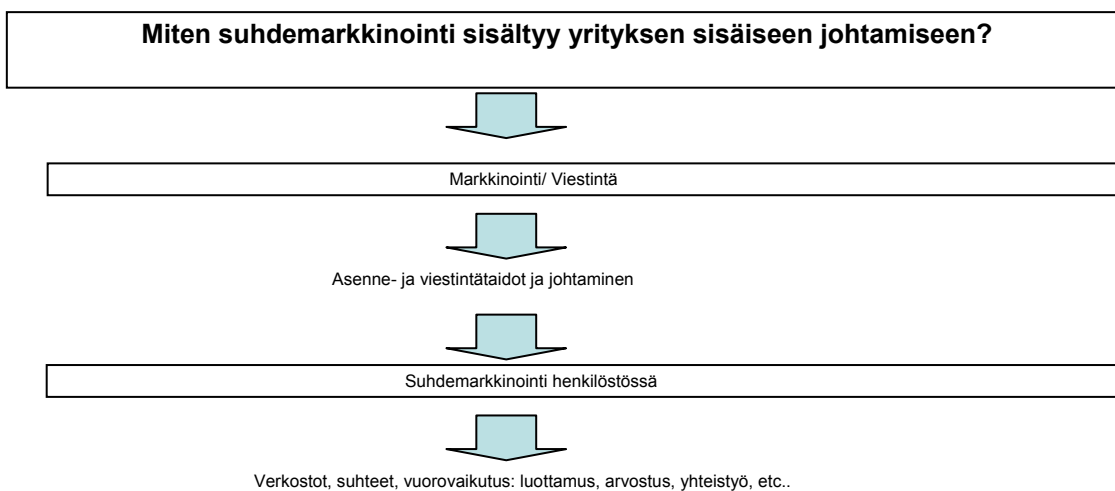 Miten suhdemarkkinointi sisältyy yrityksen sisäiseen johtamiseen?
Markkinointi/ Viestintä
Asenne- ja viestintätaidot ja johtaminen
Suhdemarkkinointi henkilöstössä
Verkostot, suhteet, vuorovaikutus: luottamus, arvostus, yhteistyö, etc..